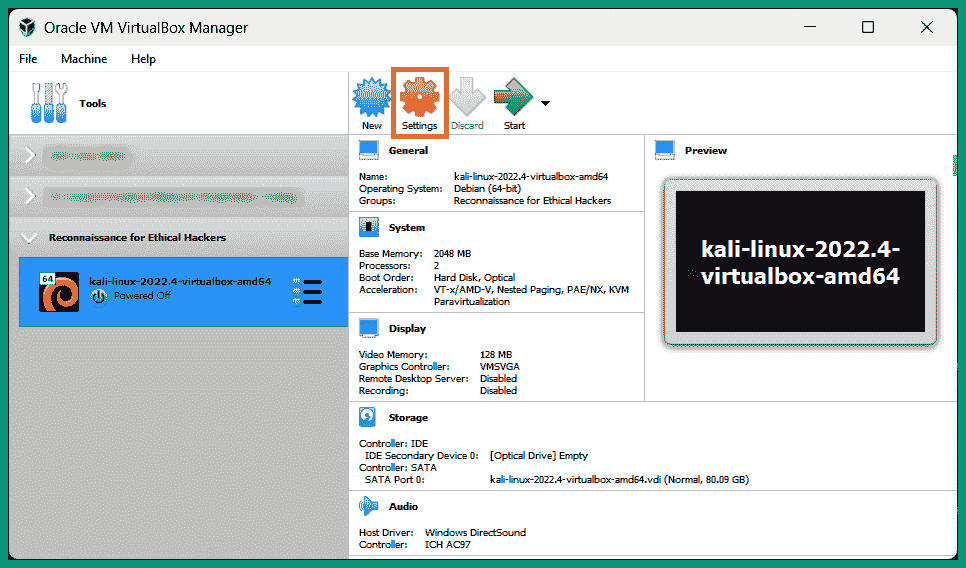 Oracle VM VirtualBox Manager
File Machine Help
Tools
New Settings Discard Start
Reconnaissance for Ethical Hackers
64
kali-linux-2022.4-virtualbox-amd64
Powered Off
General
Name: kali-linux-2022.4-virtualbox-amd64
Operating System: Debian (64-bit)
Groups: Reconnaissance for Ethical Hackers
System
Base Memory: 2048 MB
Processors: 2
Boot Order: Hard Disk, Optical
Acceleration: VT-x/AMD-V, Nested Paging, PAE/NX, KVM
Paravirtualization
Display
Video Memory: 128 MB
Graphics Controller: VMSVGA
Remote Desktop Server: Disabled
Recording: Disabled
Preview
kali-linux-2022.4-
virtualbox-amd64
Storage
Controller: IDE
IDE Secondary Device 0: [Optical Drive] Empty
Controller: SATA
SATA Port 0: kali-linux-2022.4-virtualbox-amd64.vdi (Normal, 80.09 GB)
Audio
Host Driver: Windows DirectSound
Controller: ICH AC97